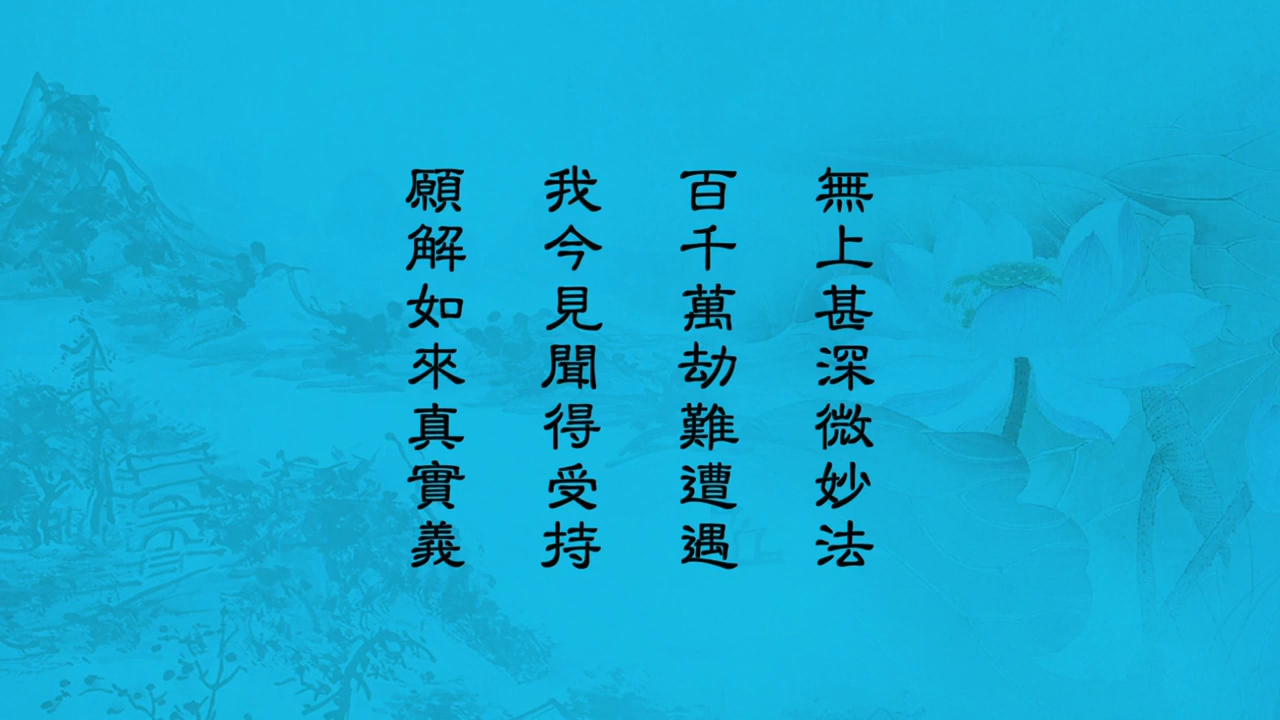 無上甚深微妙法
百千萬劫難遭遇
我今見聞得受持
願解如來真實義